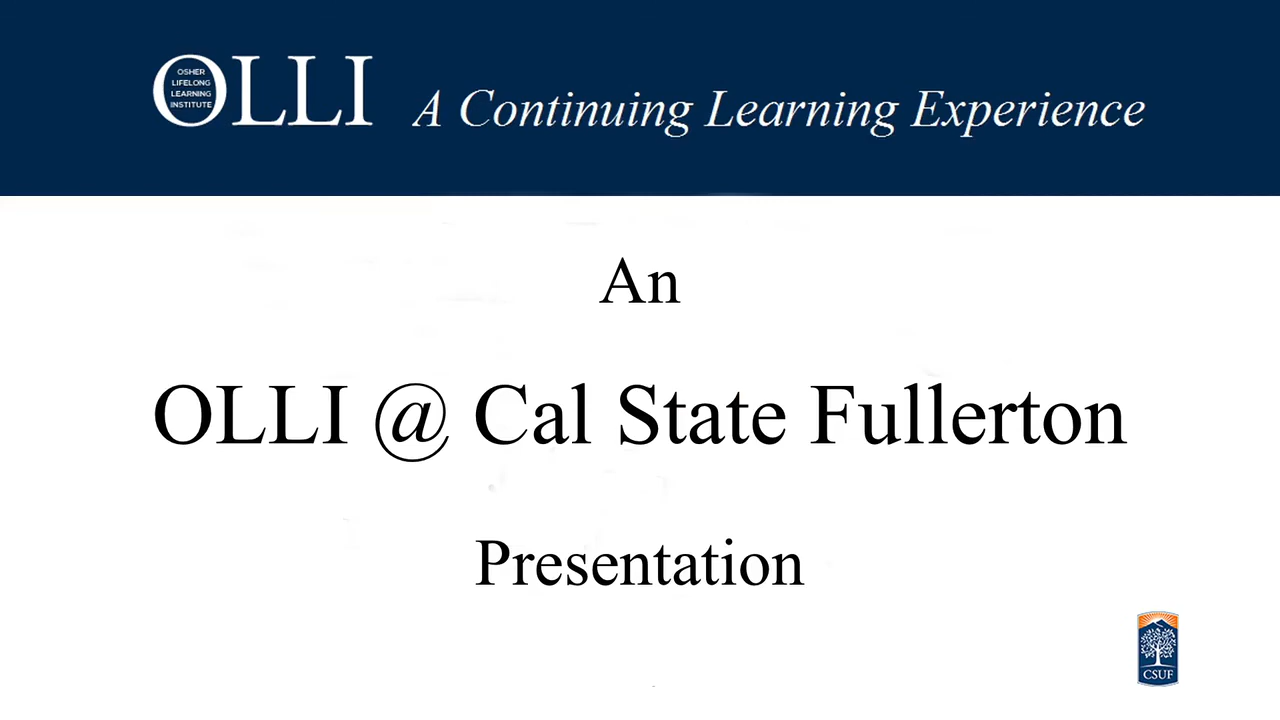 OSHER
LIFELONG
LEARNING
INSTITUTE
OLLI A Continuing Learning Experience
An
OLLI @ Cal State Fullerton
Presentation
CSUF